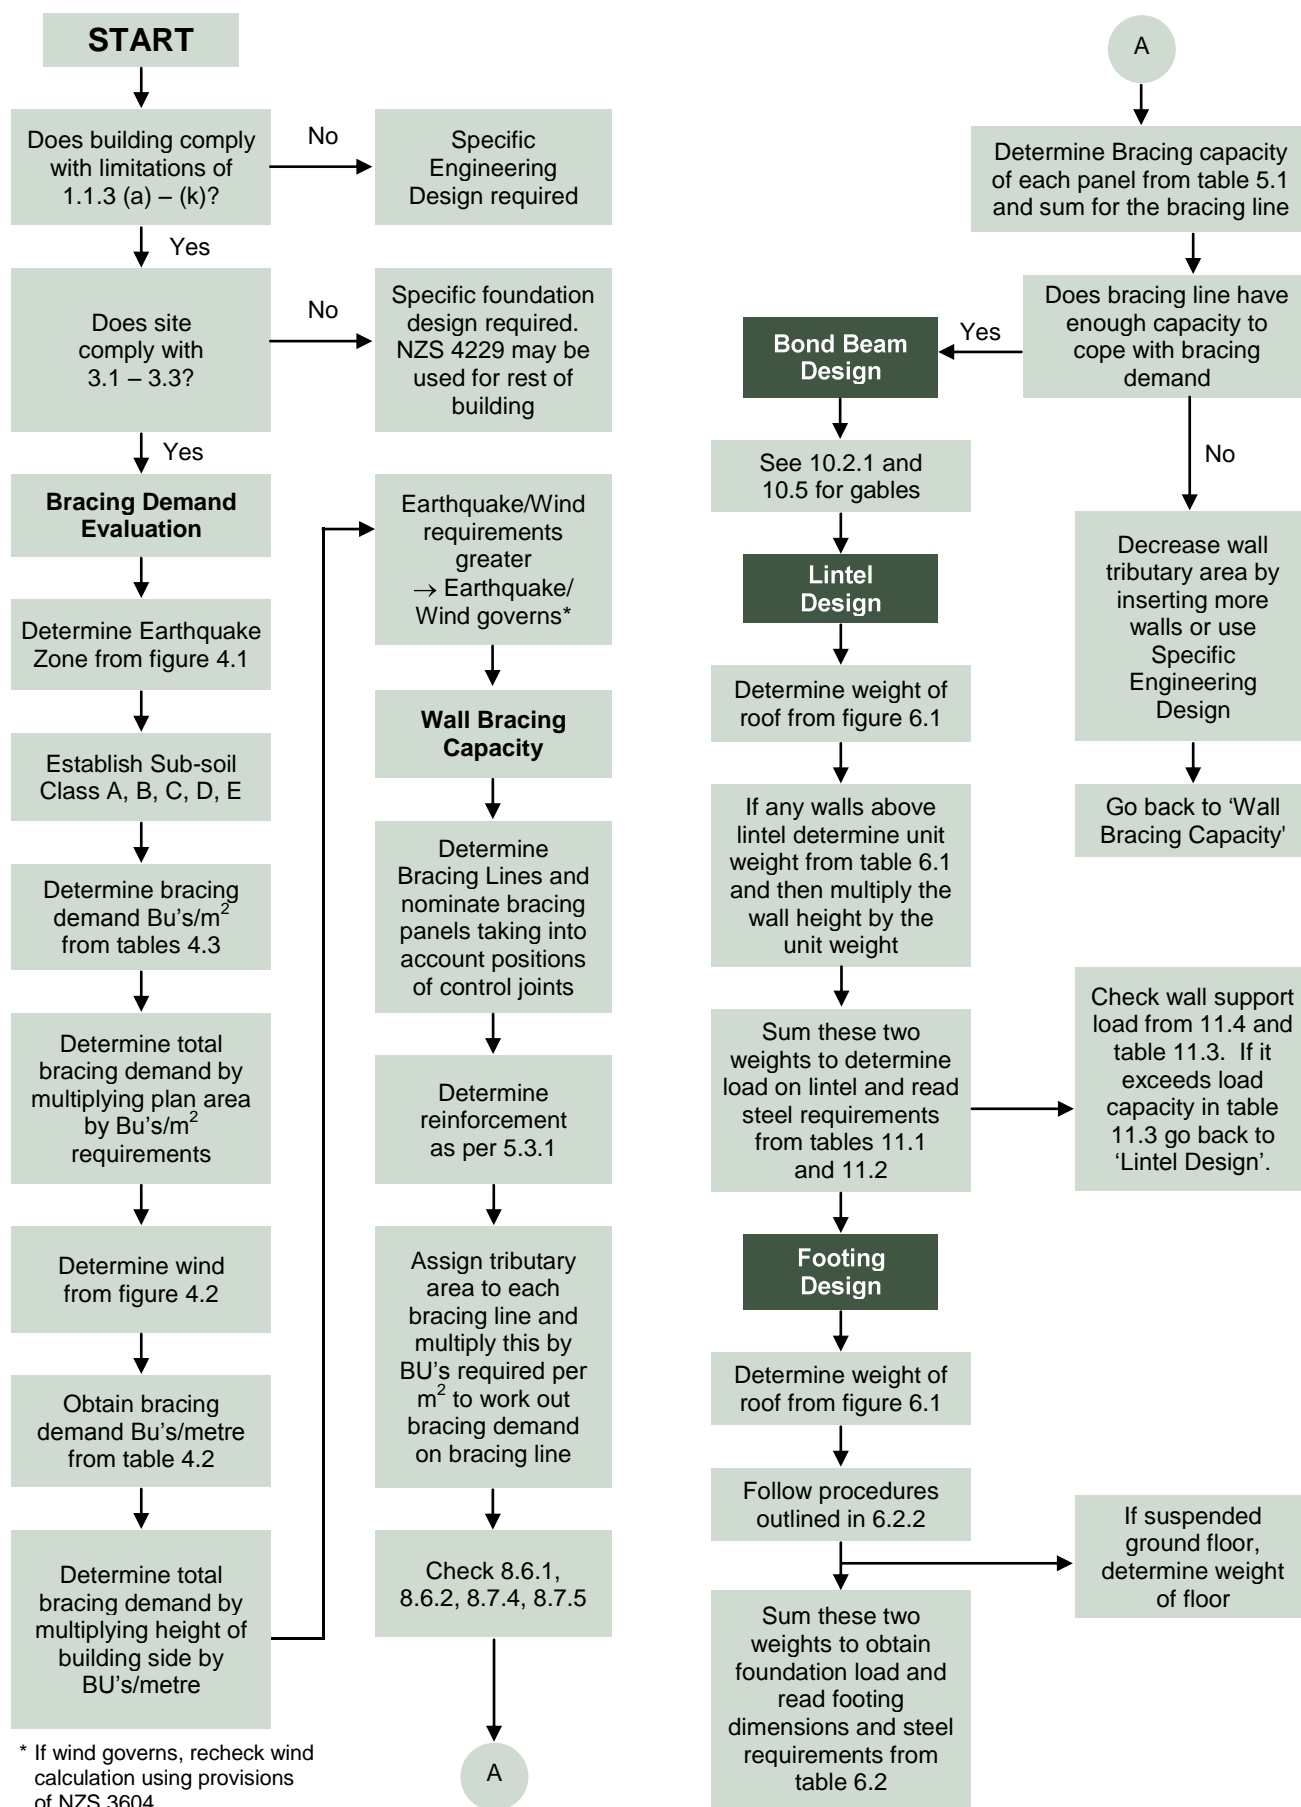 START
Does building comply
with limitations of
1.1.3 (a) – (k)?
No
Specific
Engineering
Design required
Yes
Does site
comply with
3.1 – 3.3?
No
Specific foundation
design required.
NZS 4229 may be
used for rest of
building
Yes
Bracing Demand
Evaluation
Determine Earthquake
Zone from figure 4.1
Establish Sub-soil
Class A, B, C, D, E
Determine bracing
demand Bu's/m²
from tables 4.3
Determine total
bracing demand by
multiplying plan area
by Bu's/m²
requirements
Determine wind
from figure 4.2
Obtain bracing
demand Bu's/metre
from table 4.2
Determine total
bracing demand by
multiplying height of
building side by
BU's/metre
* If wind governs, recheck wind
calculation using provisions
of NZS 3604
Earthquake/Wind
requirements
greater
→ Earthquake/
Wind governs*
Wall Bracing
Capacity
Determine
Bracing Lines and
nominate bracing
panels taking into
account positions
of control joints
Determine
reinforcement
as per 5.3.1
Assign tributary
area to each
bracing line and
multiply this by
BU's required per
m² to work out
bracing demand
on bracing line
Check 8.6.1,
8.6.2, 8.7.4, 8.7.5
A
A
Determine Bracing capacity
of each panel from table 5.1
and sum for the bracing line
Does bracing line have
enough capacity to
cope with bracing
demand
Yes
No
Decrease wall
tributary area by
inserting more
walls or use
Specific
Engineering
Design
Go back to 'Wall
Bracing Capacity'
Bond Beam
Design
See 10.2.1 and
10.5 for gables
Lintel
Design
Determine weight of
roof from figure 6.1
If any walls above
lintel determine unit
weight from table 6.1
and then multiply the
wall height by the
unit weight
Sum these two
weights to determine
load on lintel and read
steel requirements
from tables 11.1
and 11.2
Check wall support
load from 11.4 and
table 11.3. If it
exceeds load
capacity in table
11.3 go back to
‘Lintel Design’.
Footing
Design
Determine weight of
roof from figure 6.1
Follow procedures
outlined in 6.2.2
If suspended
ground floor,
determine weight
of floor
Sum these two
weights to obtain
foundation load and
read footing
dimensions and steel
requirements from
table 6.2